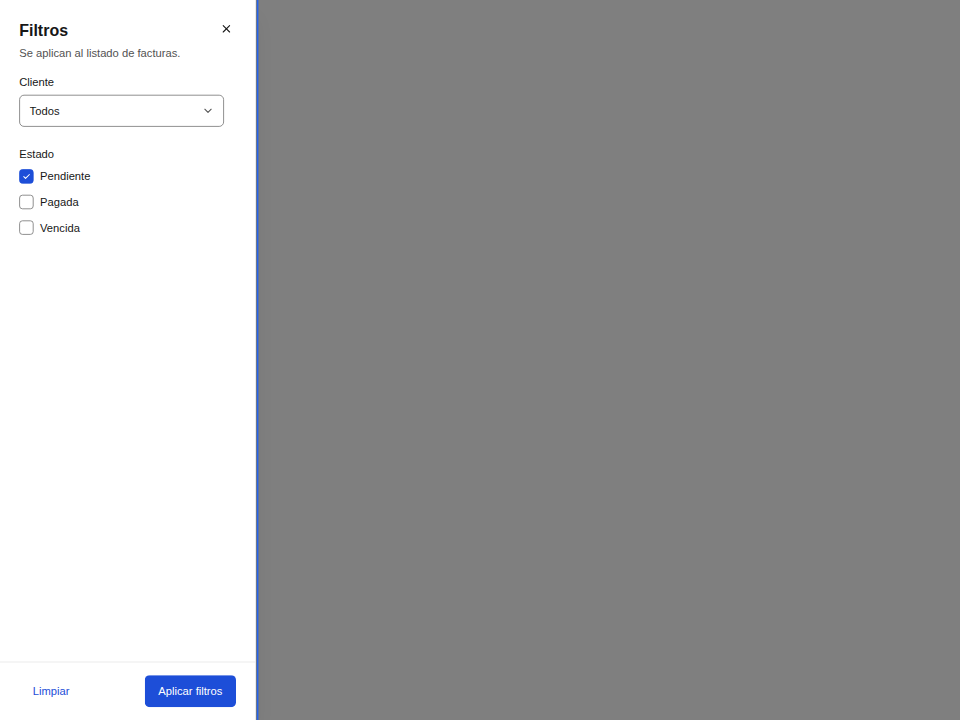 Filtros
Se aplican al listado de facturas.
Cliente
Todos
Estado
Pendiente
Pagada
Vencida
Limpiar
Aplicar filtros